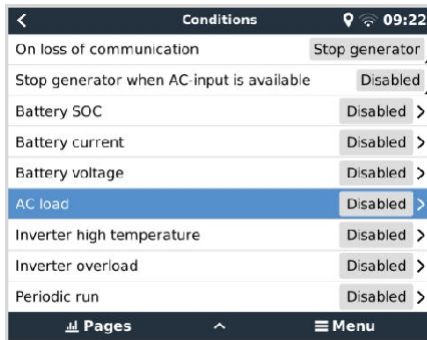 Conditions 09:22
On loss of communication Stop generator
Stop generator when AC-input is available Disabled
Battery SOC Disabled
Battery current Disabled
Battery voltage Disabled
AC load Disabled
Inverter high temperature Disabled
Inverter overload Disabled
Periodic run Disabled
Pages Menu